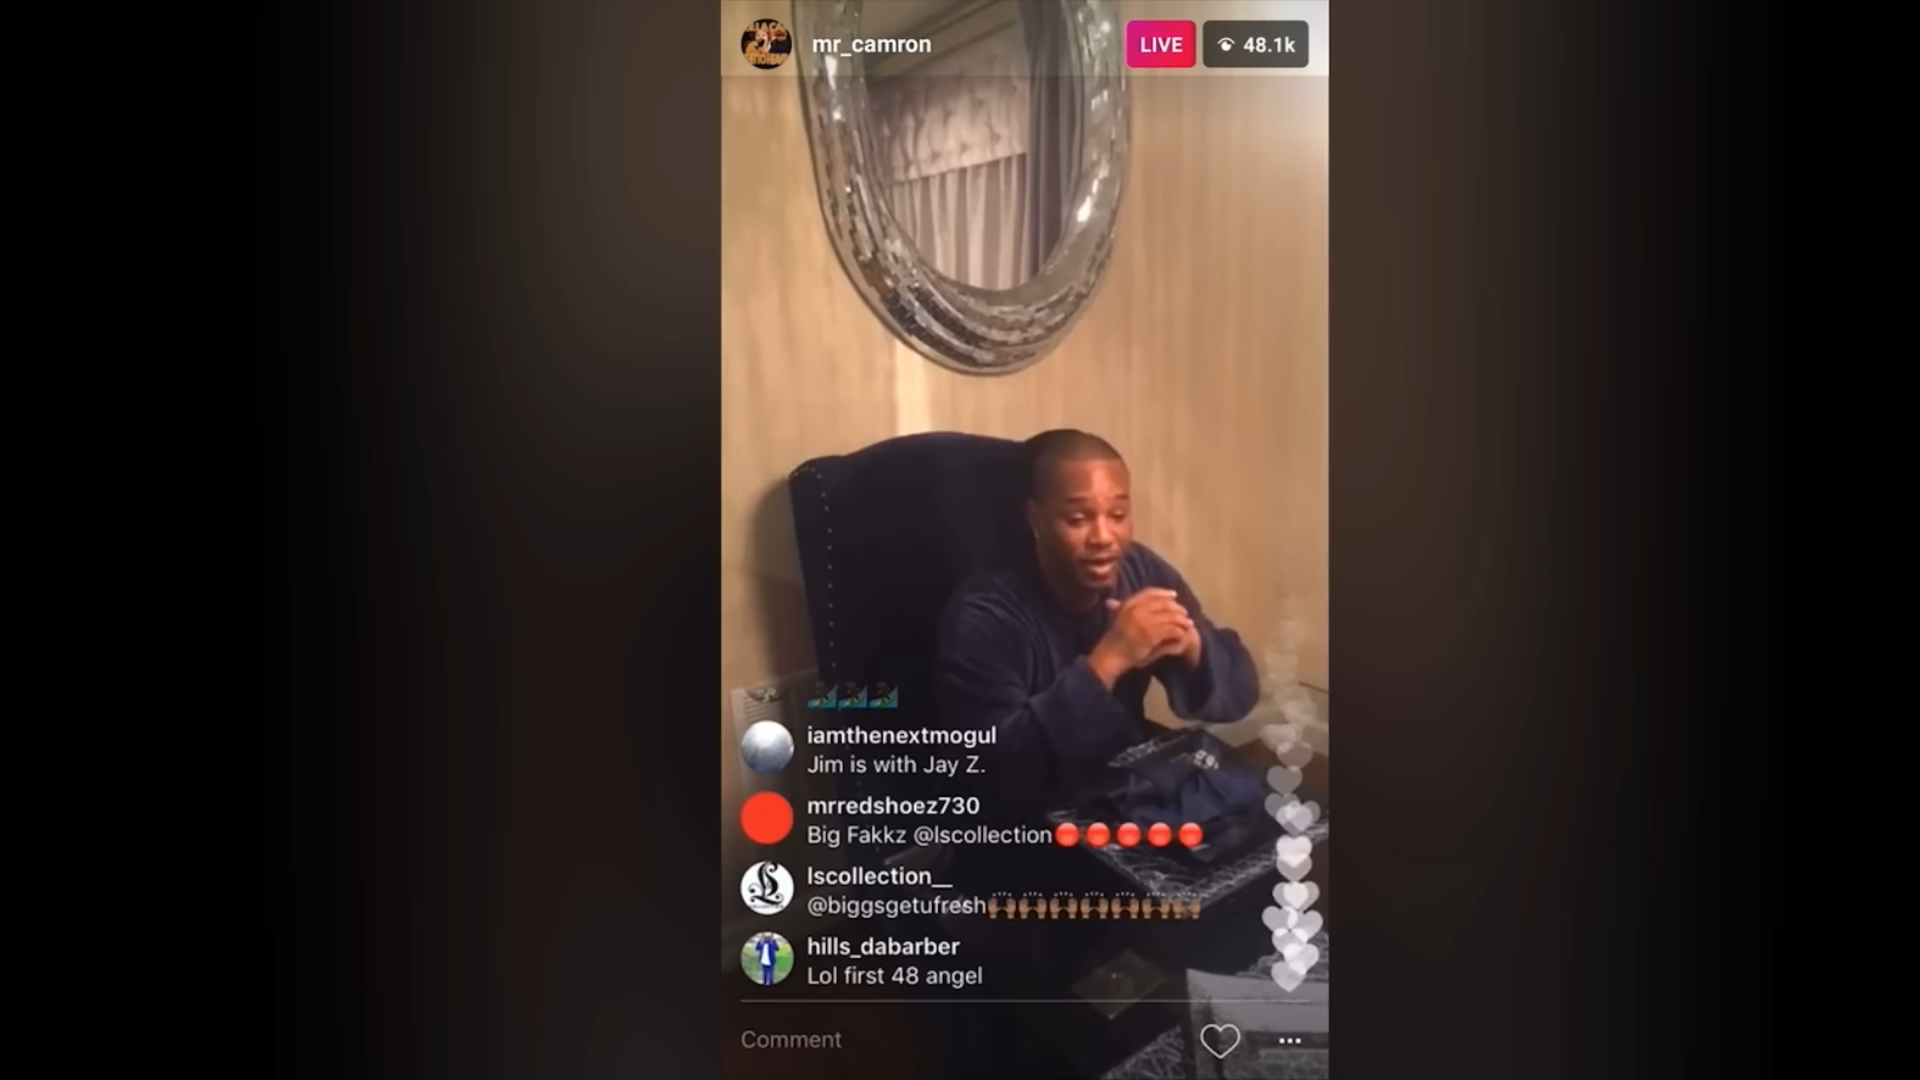 mr_camron
LIVE
48.1k
iamthenextmogul
Jim is with Jay Z.
mrredshoez730
Big Fakkz @lscollection🔴🔴🔴🔴🔴
lscollection__
@biggsgetufresh🙌🏾🙌🏾🙌🏾🙌🏾🙌🏾🙌🏾🙌🏾
hills_dabarber
Lol first 48 angel
Comment